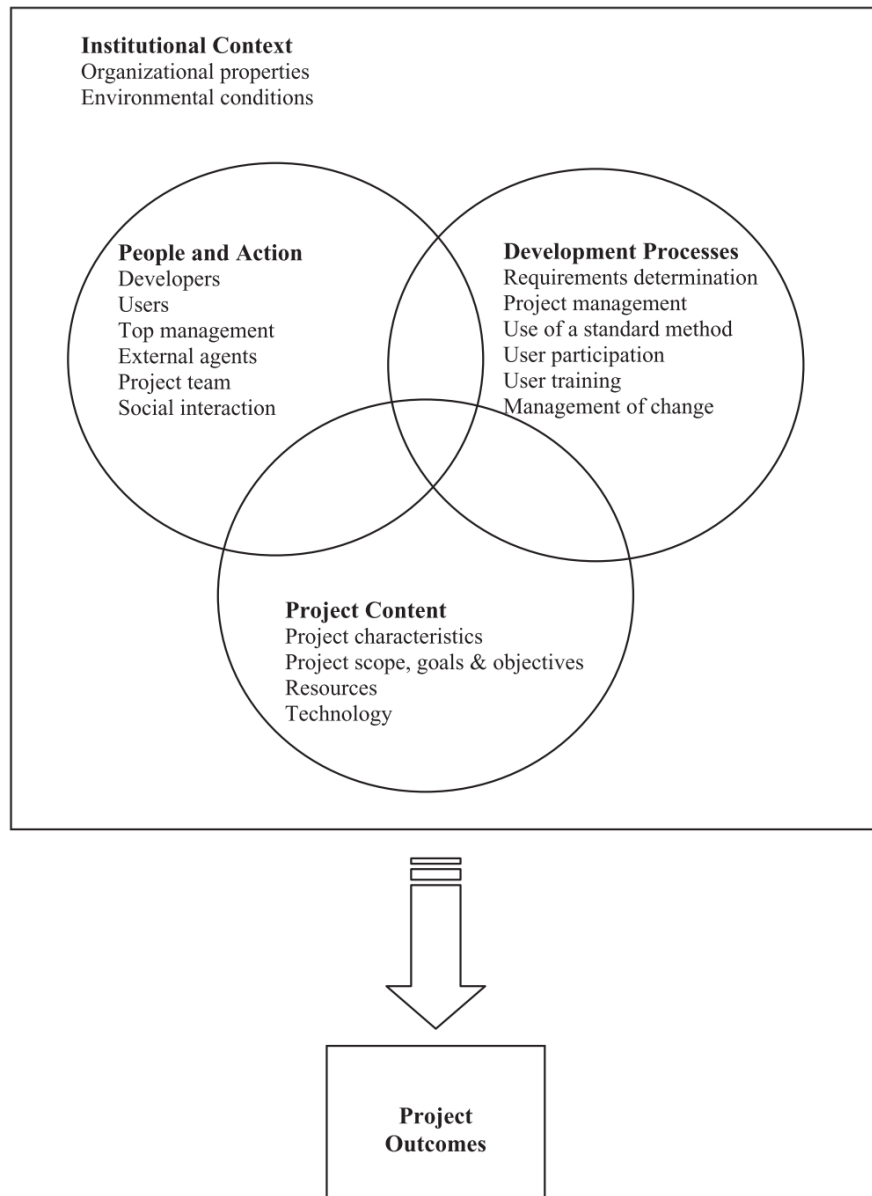 Institutional Context
Organizational properties
Environmental conditions
People and Action
Developers
Users
Top management
External agents
Project team
Social interaction
Development Processes
Requirements determination
Project management
Use of a standard method
User participation
User training
Management of change
Project Content
Project characteristics
Project scope, goals & objectives
Resources
Technology
Project
Outcomes